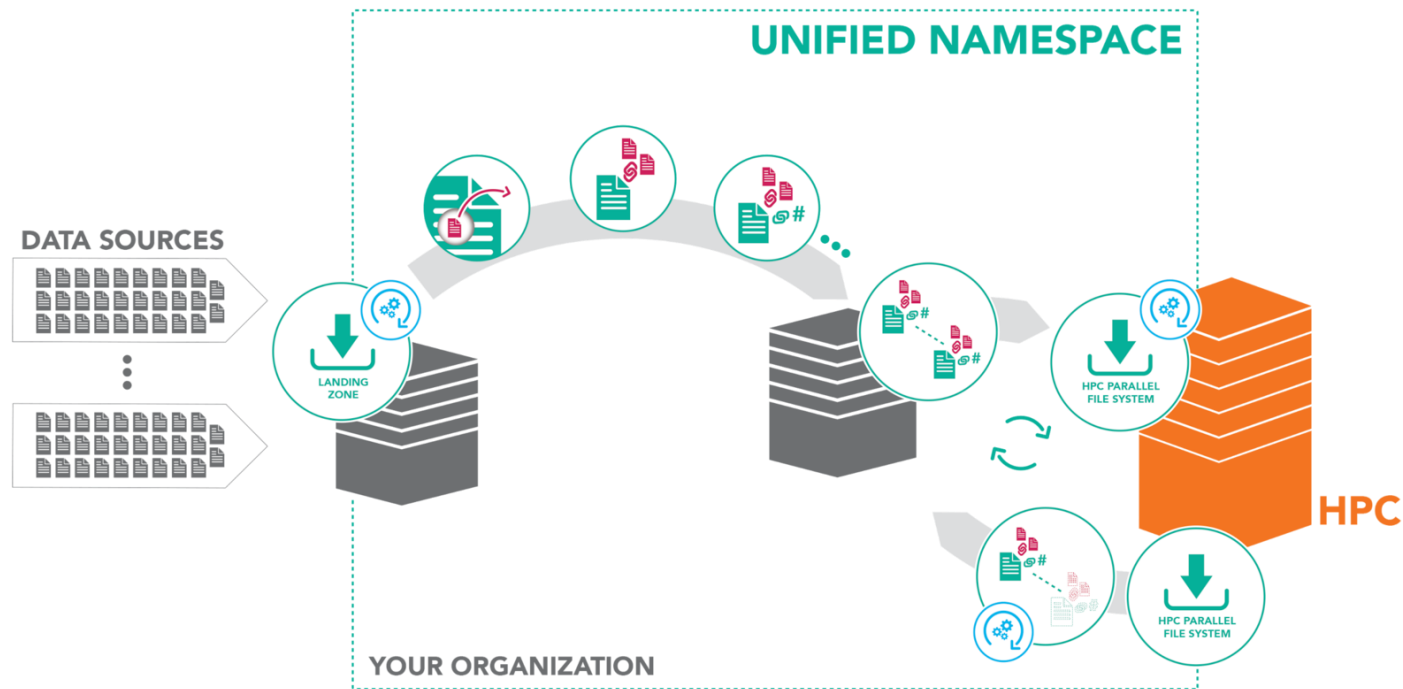 UNIFIED NAMESPACE
DATA SOURCES
LANDING
ZONE
#
#
#
HPC PARALLEL
FILE SYSTEM
HPC
#
#
HPC PARALLEL
FILE SYSTEM
YOUR ORGANIZATION